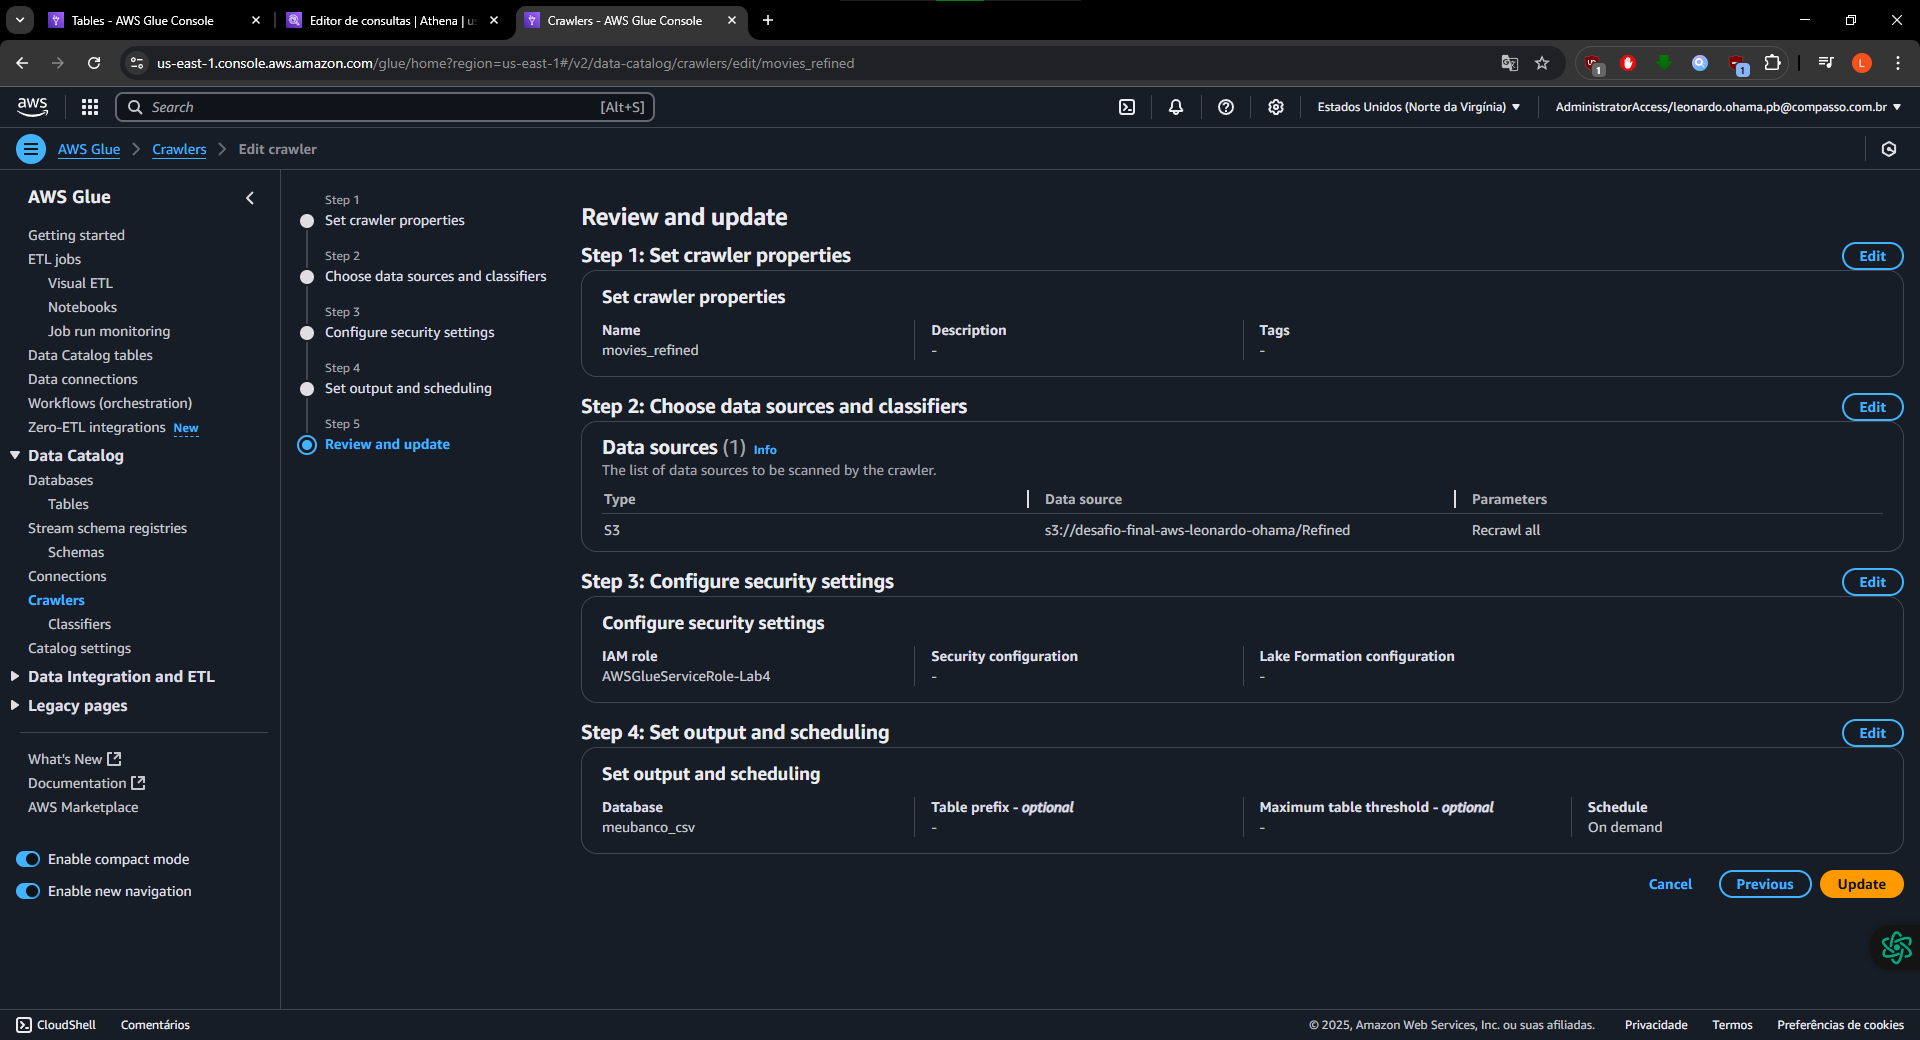 Tables - AWS Glue Console
Editor de consultas | Athena | us
Crawlers - AWS Glue Console
us-east-1.console.aws.amazon.com/glue/home?region=us-east-1#/v2/data-catalog/crawlers/edit/movies_refined
1
1
L
aws
Search
[Alt+S]
Estados Unidos (Norte da Virgínia)
AdministratorAccess/leonardo.ohama.pb@compasso.com.br
AWS Glue
Crawlers
Edit crawler
AWS Glue
Getting started
ETL jobs
Visual ETL
Notebooks
Job run monitoring
Data Catalog tables
Data connections
Workflows (orchestration)
Zero-ETL integrations New
Data Catalog
Databases
Tables
Stream schema registries
Schemas
Connections
Crawlers
Classifiers
Catalog settings
Data Integration and ETL
Legacy pages
What's New
Documentation
AWS Marketplace
Enable compact mode
Enable new navigation
Step 1
Set crawler properties
Step 2
Choose data sources and classifiers
Step 3
Configure security settings
Step 4
Set output and scheduling
Step 5
Review and update
Review and update
Step 1: Set crawler properties
Edit
Set crawler properties
Name
movies_refined
Description
-
Tags
-
Step 2: Choose data sources and classifiers
Edit
Data sources (1) Info
The list of data sources to be scanned by the crawler.
Type
Data source
Parameters
S3
s3://desafio-final-aws-leonardo-ohama/Refined
Recrawl all
Step 3: Configure security settings
Edit
Configure security settings
IAM role
AWSGlueServiceRole-Lab4
Security configuration
-
Lake Formation configuration
-
Step 4: Set output and scheduling
Edit
Set output and scheduling
Database
meubanco_csv
Table prefix - optional
-
Maximum table threshold - optional
-
Schedule
On demand
Cancel
Previous
Update
CloudShell
Comentários
© 2025, Amazon Web Services, Inc. ou suas afiliadas.
Privacidade
Termos
Preferências de cookies